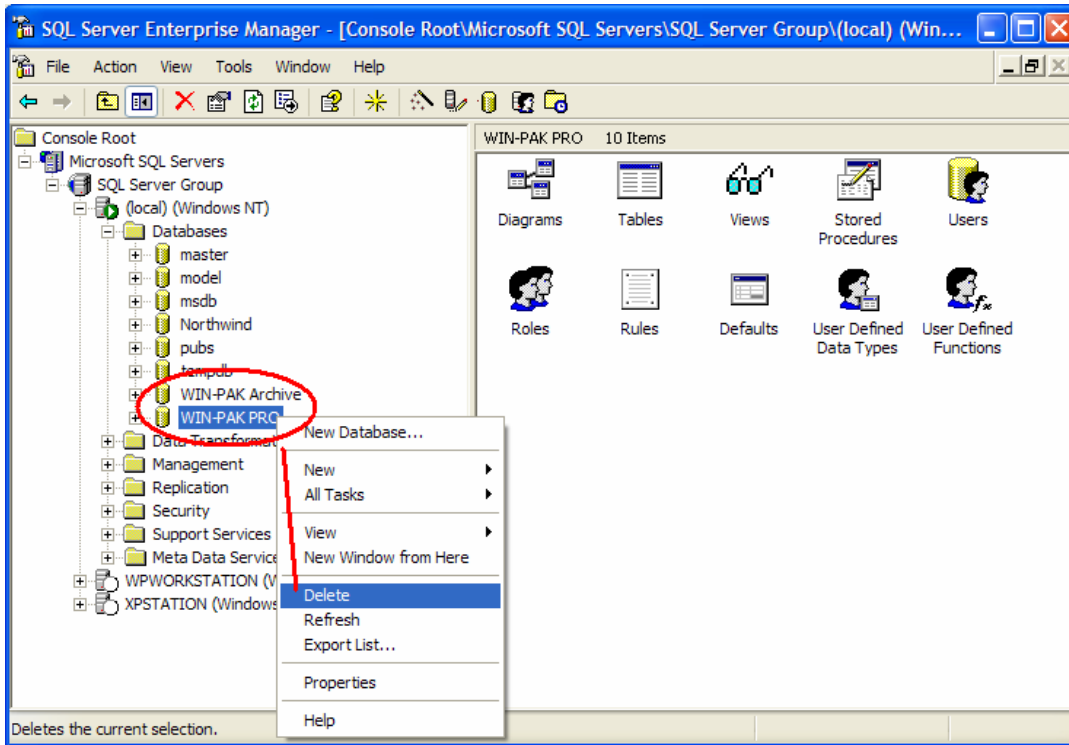 SQL Server Enterprise Manager - [Console Root\Microsoft SQL Servers\SQL Server Group\(local) (Win...
File Action View Tools Window Help
Console Root
Microsoft SQL Servers
SQL Server Group
(local) (Windows NT)
Databases
master
model
msdb
Northwind
pubs
tempdb
WIN-PAK Archive
WIN-PAK PRO
Data Transformat
Management
Replication
Security
Support Services
Meta Data Service
WPWORKSTATION (W
XPSTATION (Windows
WIN-PAK PRO 10 Items
Diagrams
Tables
Views
Stored
Procedures
Users
Roles
Rules
Defaults
User Defined
Data Types
User Defined
Functions
New Database...
New
All Tasks
View
New Window from Here
Delete
Refresh
Export List...
Properties
Help
Deletes the current selection.